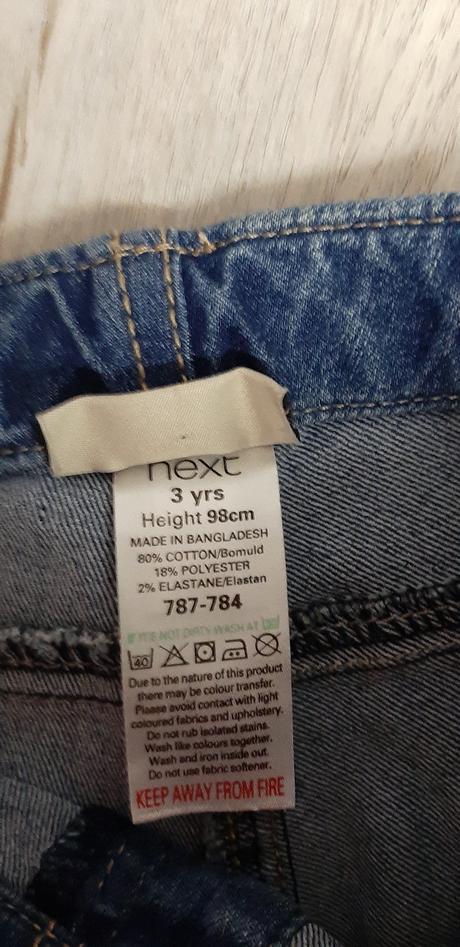 next
3 yrs
Height 98cm
MADE IN BANGLADESH
80% COTTON/Bomuld
18% POLYESTER
2% ELASTANE/Elastan
787-784
IF IT'S NOT DIRTY WASH AT
40
Due to the nature of this product
there may be colour transfer.
Please avoid contact with light
coloured fabrics and upholstery.
Do not rub isolated stains.
Wash like colours together.
Wash and iron inside out.
Do not use fabric softener.
KEEP AWAY FROM FIRE